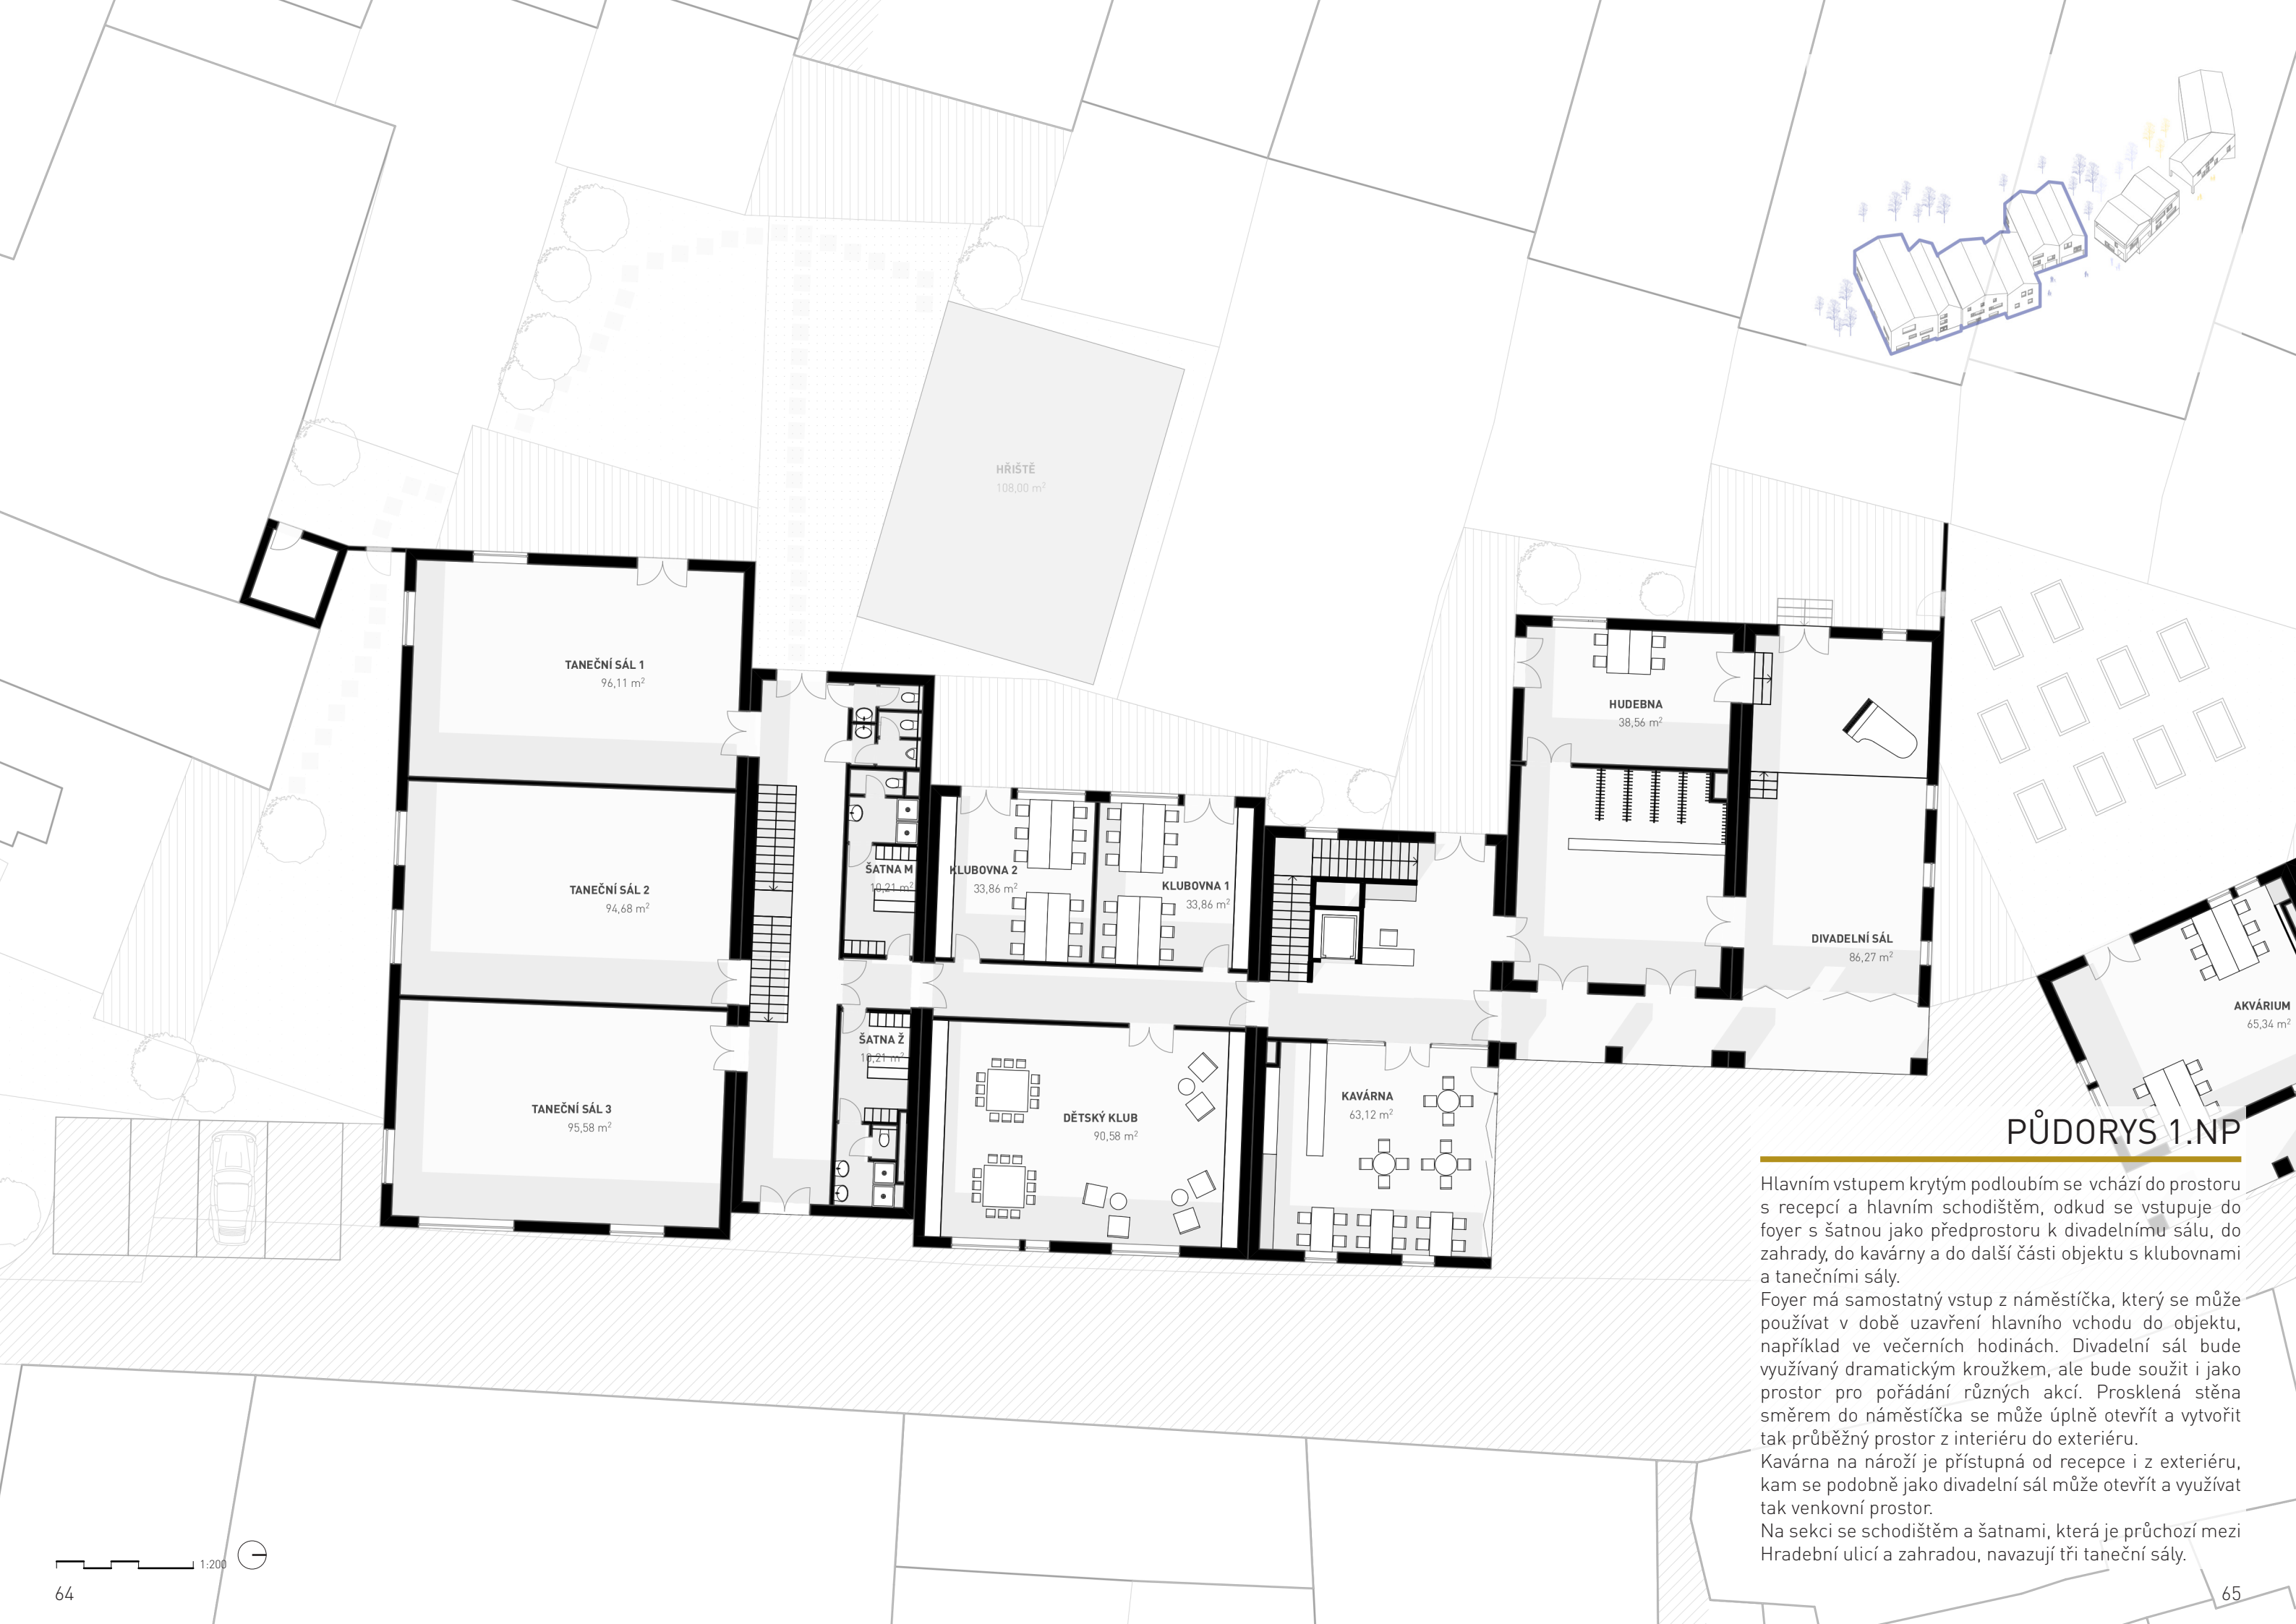 HŘIŠTĚ
108,00 m²
TANEČNÍ SÁL 1
96,11 m²
HUDEBNA
38,56 m²
ŠATNA M
10,21 m²
KLUBOVNA 2
33,86 m²
KLUBOVNA 1
33,86 m²
TANEČNÍ SÁL 2
94,68 m²
DIVADELNÍ SÁL
86,27 m²
AKVÁRIUM
65,34 m²
ŠATNA Ž
10,21 m²
TANEČNÍ SÁL 3
95,58 m²
DĚTSKÝ KLUB
90,58 m²
KAVÁRNA
63,12 m²
PŮDORYS 1.NP
Hlavním vstupem krytým podloubím se vchází do prostoru
s recepcí a hlavním schodištěm, odkud se vstupuje do
foyer s šatnou jako předprostoru k divadelnímu sálu, do
zahrady, do kavárny a do další části objektu s klubovnami
a tanečními sály.
Foyer má samostatný vstup z náměstíčka, který se může
používat v době uzavření hlavního vchodu do objektu,
například ve večerních hodinách. Divadelní sál bude
využívaný dramatickým kroužkem, ale bude soužit i jako
prostor pro pořádání různých akcí. Prosklená stěna
směrem do náměstíčka se může úplně otevřít a vytvořit
tak průběžný prostor z interiéru do exteriéru.
Kavárna na nároží je přístupná od recepce i z exteriéru,
kam se podobně jako divadelní sál může otevřít a využívat
tak venkovní prostor.
Na sekci se schodištěm a šatnami, která je průchozí mezi
Hradební ulicí a zahradou, navazují tři taneční sály.
1:200
64
65